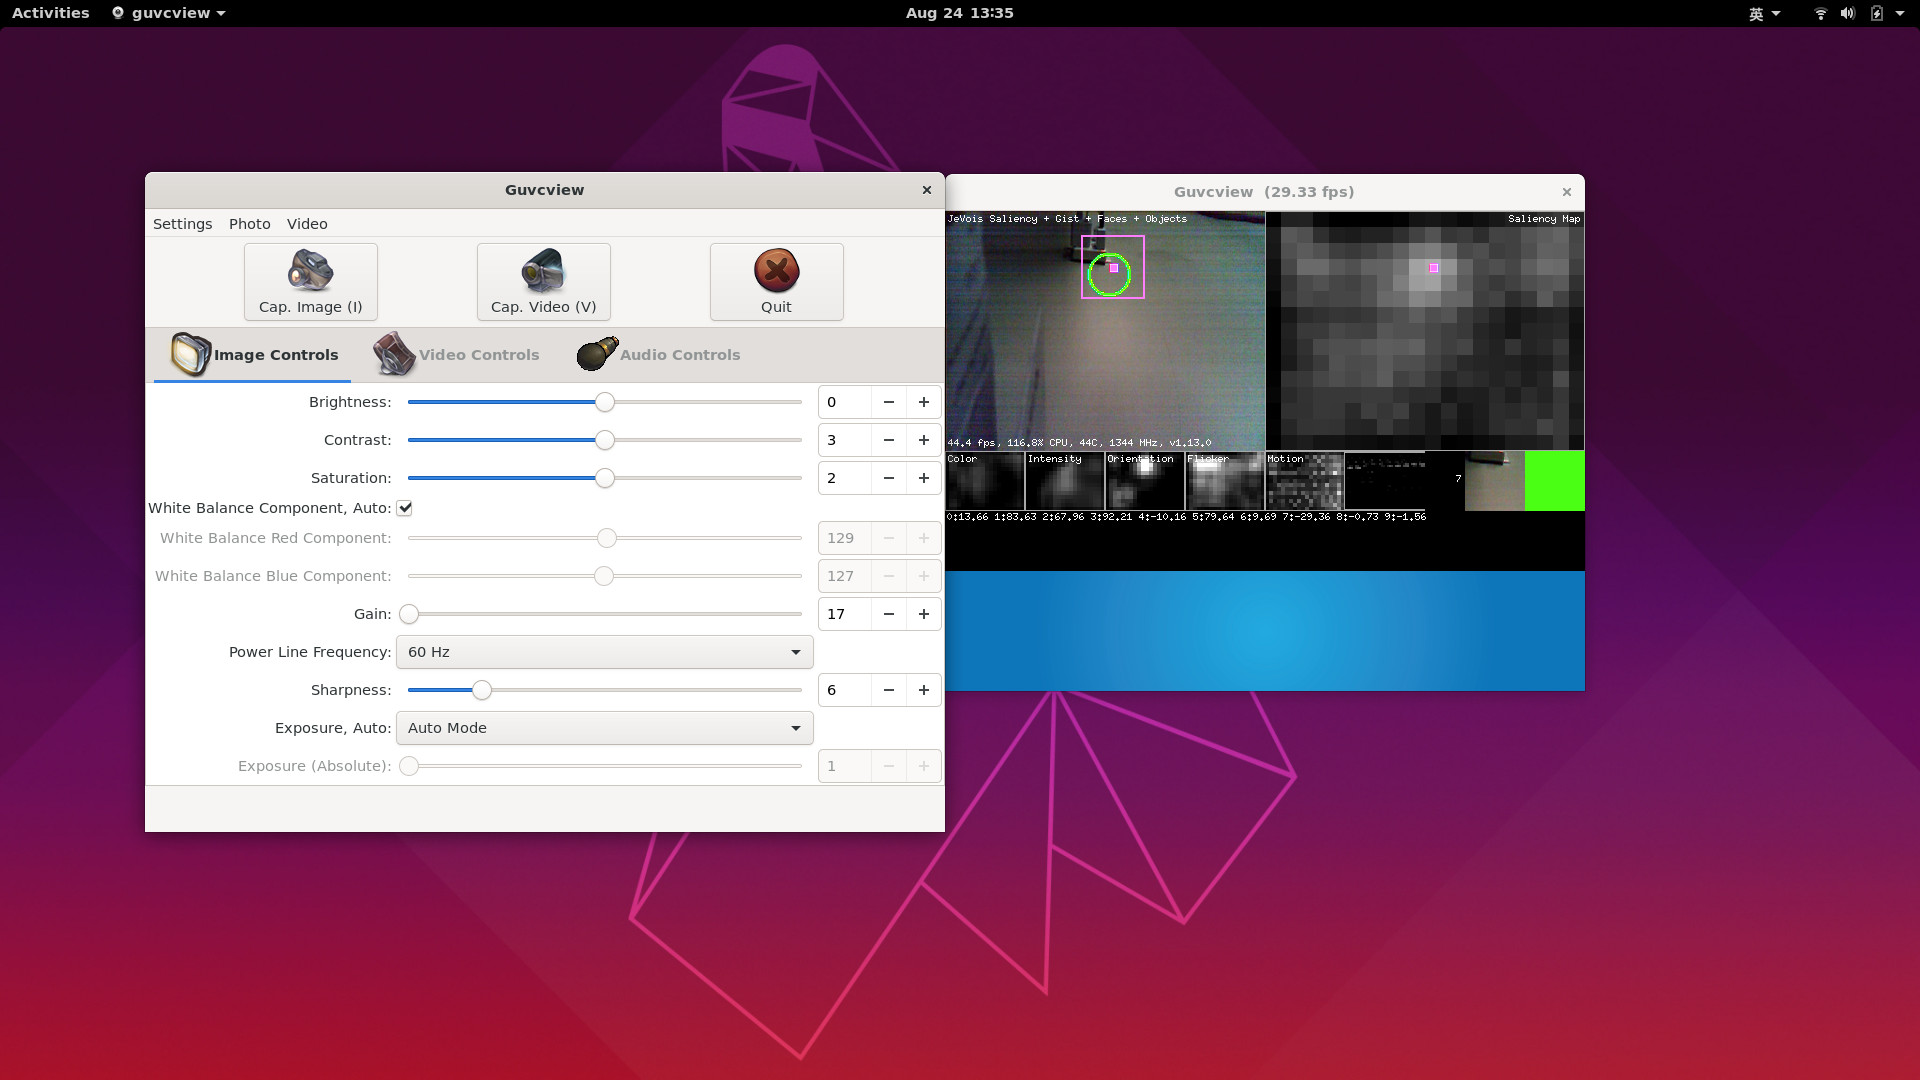 Activities guvcview Aug 24 13:35 英
Guvcview
Settings Photo Video
Cap. Image (I) Cap. Video (V) Quit
Image Controls Video Controls Audio Controls
Brightness: 0
Contrast: 3
Saturation: 2
White Balance Component, Auto:
White Balance Red Component: 129
White Balance Blue Component: 127
Gain: 17
Power Line Frequency: 60 Hz
Sharpness: 6
Exposure, Auto: Auto Mode
Exposure (Absolute): 1
Guvcview (29.33 fps)
JeVois Saliency + Gist + Faces + Objects
Saliency Map
44.4 fps, 116.8% CPU, 44C, 1344 MHz, v1.13.0
Color Intensity Orientation Flicker Motion
7
0:13.66 1:83.63 2:67.96 3:92.21 4:-10.16 5:79.64 6:9.69 7:-29.36 8:-0.73 9:-1.56